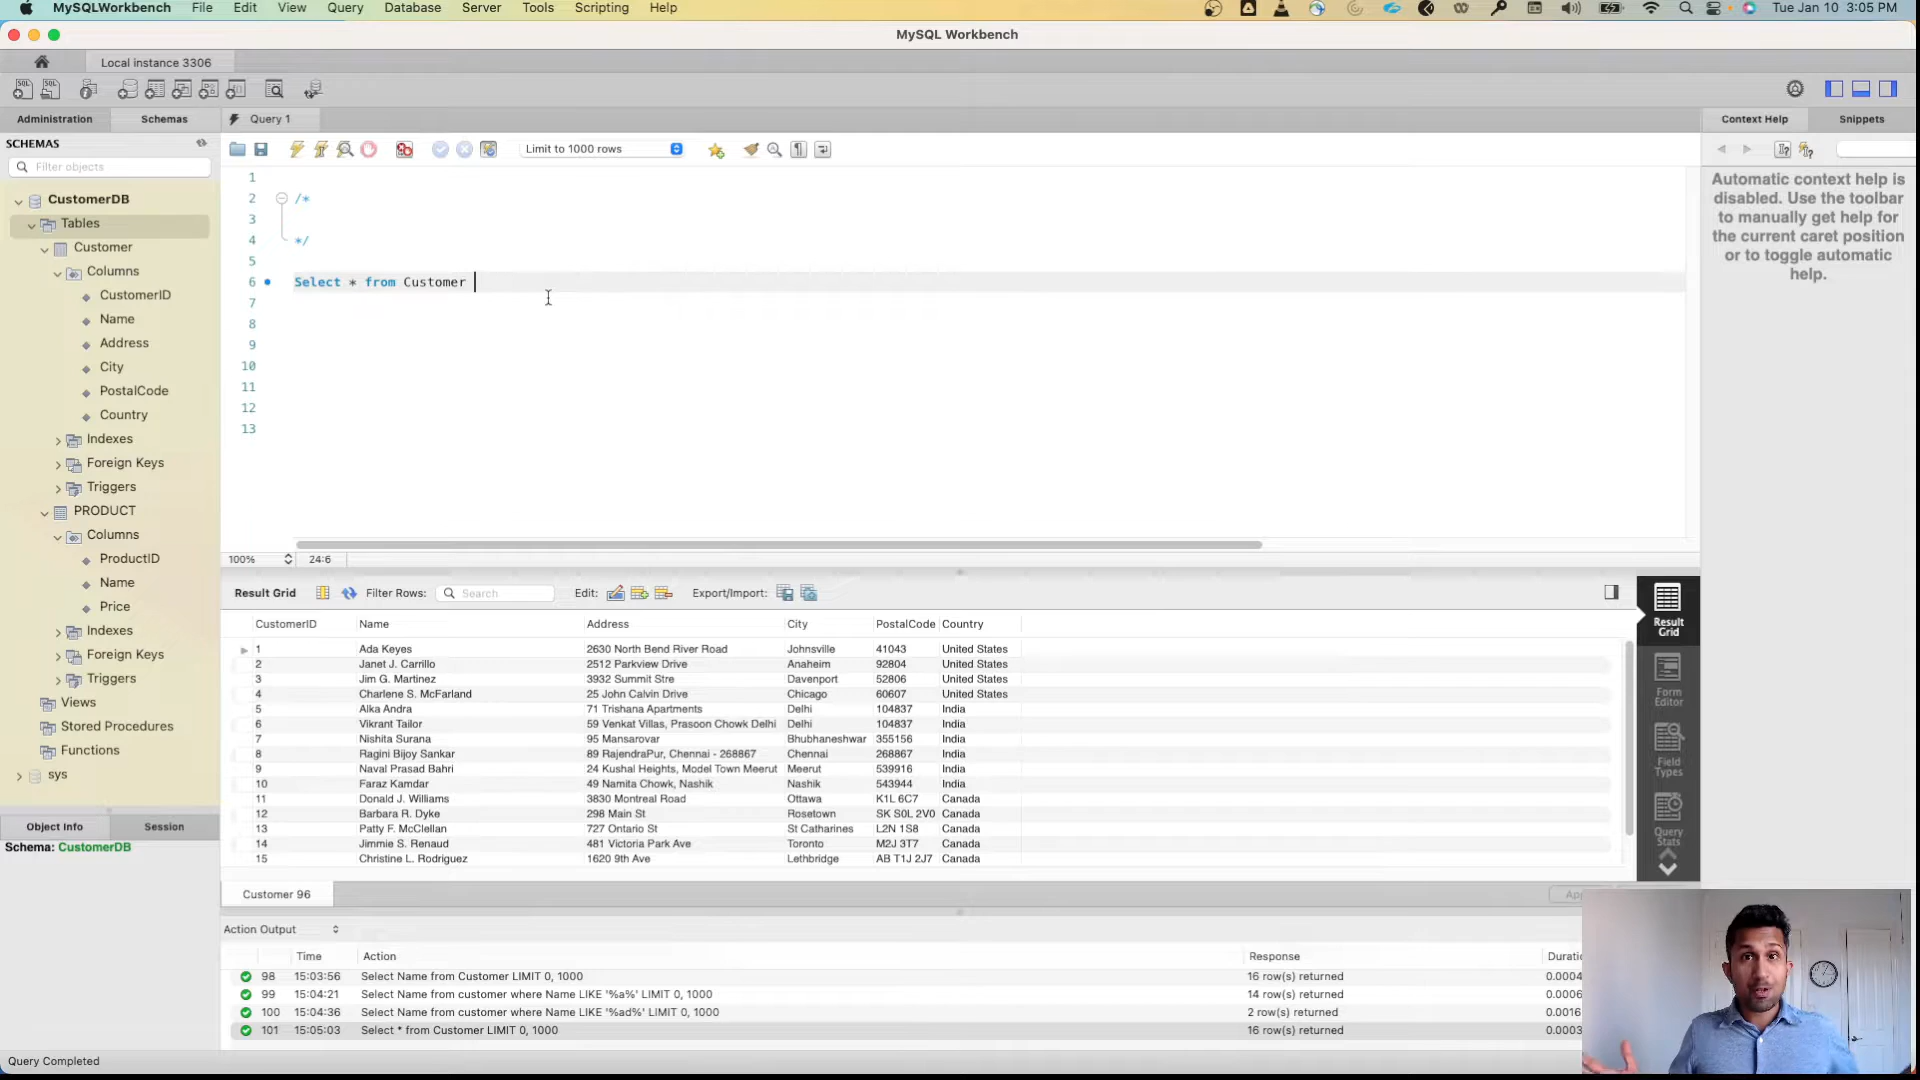 MySQLWorkbench File Edit View Query Database Server Tools Scripting Help Tue Jan 10 3:05 PM
MySQL Workbench
Local instance 3306
Administration Schemas Query 1 Context Help Snippets
SCHEMAS
Filter objects
Limit to 1000 rows
CustomerDB
Tables
Customer
Columns
CustomerID
Name
Address
City
PostalCode
Country
Indexes
Foreign Keys
Triggers
PRODUCT
Columns
ProductID
Name
Price
Indexes
Foreign Keys
Triggers
Views
Stored Procedures
Functions
sys
Object Info Session
Schema: CustomerDB
1
2 /*
3
4 */
5
6 Select * from Customer
7
8
9
10
11
12
13
100% 24:6
Automatic context help is
disabled. Use the toolbar
to manually get help for
the current caret position
or to toggle automatic
help.
Result Grid Filter Rows: Search Edit: Export/Import:
CustomerID Name Address City PostalCode Country
1 Ada Keyes 2630 North Bend River Road Johnsville 41043 United States
2 Janet J. Carrillo 2512 Parkview Drive Anaheim 92804 United States
3 Jim G. Martinez 3932 Summit Stre Davenport 52806 United States
4 Charlene S. McFarland 25 John Calvin Drive Chicago 60607 United States
5 Alka Andra 71 Trishana Apartments Delhi 104837 India
6 Vikrant Tailor 59 Venkat Villas, Prasoon Chowk Delhi Delhi 104837 India
7 Nishita Surana 95 Mansarovar Bhubhaneshwar 355156 India
8 Ragini Bijoy Sankar 89 RajendraPur, Chennai - 268867 Chennai 268867 India
9 Naval Prasad Bahri 24 Kushal Heights, Model Town Meerut Meerut 539916 India
10 Faraz Kamdar 49 Namita Chowk, Nashik Nashik 543944 India
11 Donald J. Williams 3830 Montreal Road Ottawa K1L 6C7 Canada
12 Barbara R. Dyke 298 Main St Rosetown SK S0L 2V0 Canada
13 Patty F. McClellan 727 Ontario St St Catharines L2N 1S8 Canada
14 Jimmie S. Renaud 481 Victoria Park Ave Toronto M2J 3T7 Canada
15 Christine L. Rodriguez 1620 9th Ave Lethbridge AB T1J 2J7 Canada
Result
Grid
Form
Editor
Field
Types
Query
Stats
Customer 96 App
Action Output
Time Action Response Duratic
98 15:03:56 Select Name from Customer LIMIT 0, 1000 16 row(s) returned 0.0004
99 15:04:21 Select Name from customer where Name LIKE '%a%' LIMIT 0, 1000 14 row(s) returned 0.0006
100 15:04:36 Select Name from customer where Name LIKE '%ad%' LIMIT 0, 1000 2 row(s) returned 0.0016
101 15:05:03 Select * from Customer LIMIT 0, 1000 16 row(s) returned 0.0003
Query Completed